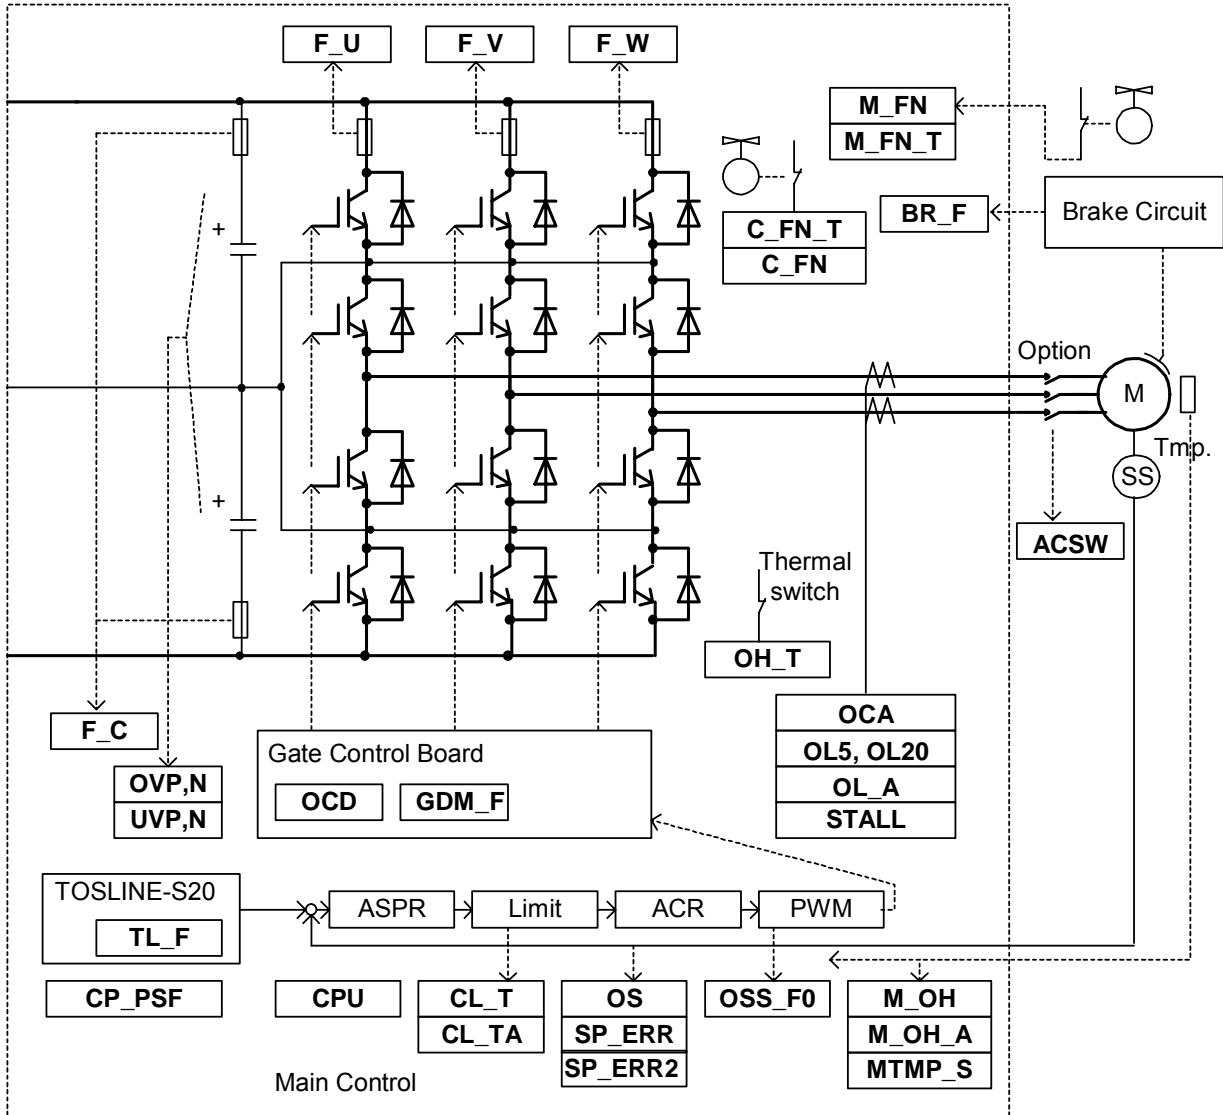 F_U
F_V
F_W
M_FN
M_FN_T
BR_F
Brake Circuit
C_FN_T
C_FN
+
Option
M
Tmp.
SS
+
ACSW
Thermal
switch
OH_T
F_C
OVP,N
UVP,N
Gate Control Board
OCD
GDM_F
OCA
OL5, OL20
OL_A
STALL
TOSLINE-S20
TL_F
ASPR
Limit
ACR
PWM
CP_PSF
CPU
CL_T
CL_TA
OS
SP_ERR
SP_ERR2
OSS_F0
M_OH
M_OH_A
MTMP_S
Main Control